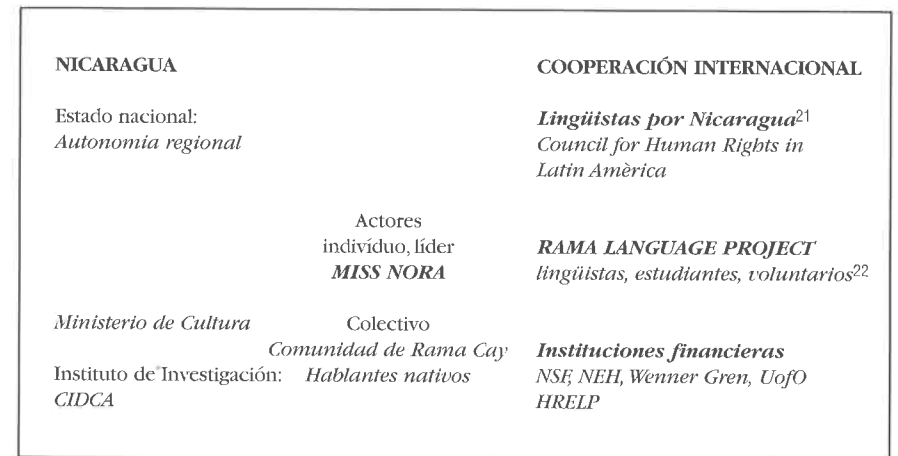 NICARAGUA
COOPERACIÓN INTERNACIONAL
Estado nacional:
Autonomia regional
Lingüistas por Nicaragua21
Council for Human Rights in
Latin Amèrica
Actores
indivíduo, líder
MISS NORA
RAMA LANGUAGE PROJECT
lingüistas, estudiantes, voluntarios22
Ministerio de Cultura
Colectivo
Comunidad de Rama Cay
Instituciones financieras
Instituto de Investigación:
Hablantes nativos
NSF, NEH, Wenner Gren, UofO
CIDCA
HRELP